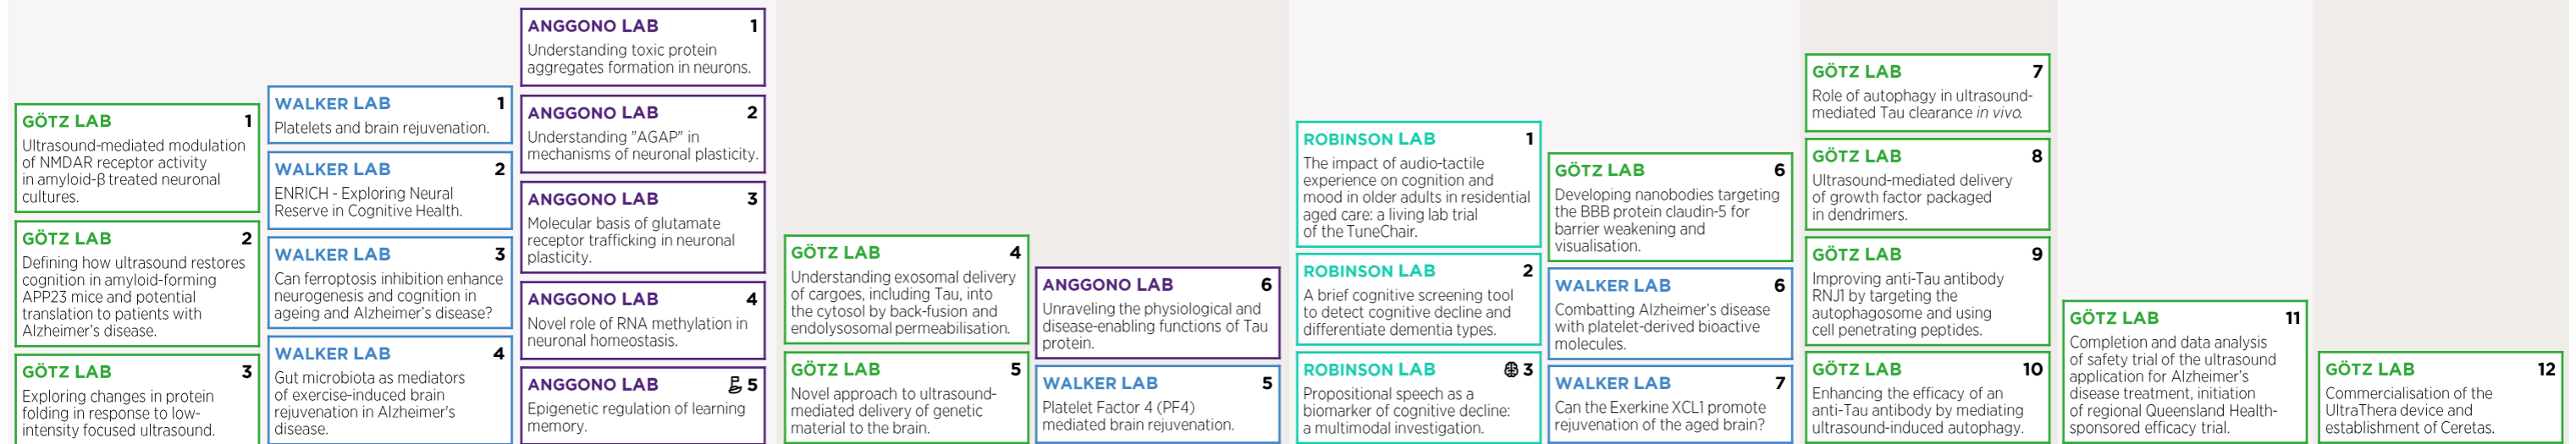 GÖTZ LAB 1
Ultrasound-mediated modulation
of NMDAR receptor activity
in amyloid-β treated neuronal
cultures.
GÖTZ LAB 2
Defining how ultrasound restores
cognition in amyloid-forming
APP23 mice and potential
translation to patients with
Alzheimer's disease.
GÖTZ LAB 3
Exploring changes in protein
folding in response to low-
intensity focused ultrasound.
WALKER LAB 1
Platelets and brain rejuvenation.
WALKER LAB 2
ENRICH - Exploring Neural
Reserve in Cognitive Health.
WALKER LAB 3
Can ferroptosis inhibition enhance
neurogenesis and cognition in
ageing and Alzheimer's disease?
WALKER LAB 4
Gut microbiota as mediators
of exercise-induced brain
rejuvenation in Alzheimer's
disease.
ANGGONO LAB 1
Understanding toxic protein
aggregates formation in neurons.
ANGGONO LAB 2
Understanding "AGAP" in
mechanisms of neuronal plasticity.
ANGGONO LAB 3
Molecular basis of glutamate
receptor trafficking in neuronal
plasticity.
ANGGONO LAB 4
Novel role of RNA methylation in
neuronal homeostasis.
ANGGONO LAB 5
Epigenetic regulation of learning
memory.
GÖTZ LAB 4
Understanding exosomal delivery
of cargoes, including Tau, into
the cytosol by back-fusion and
endolysosomal permeabilisation.
GÖTZ LAB 5
Novel approach to ultrasound-
mediated delivery of genetic
material to the brain.
ANGGONO LAB 6
Unraveling the physiological and
disease-enabling functions of Tau
protein.
WALKER LAB 5
Platelet Factor 4 (PF4)
mediated brain rejuvenation.
ROBINSON LAB 1
The impact of audio-tactile
experience on cognition and
mood in older adults in residential
aged care: a living lab trial
of the TuneChair.
ROBINSON LAB 2
A brief cognitive screening tool
to detect cognitive decline and
differentiate dementia types.
ROBINSON LAB 3
Propositional speech as a
biomarker of cognitive decline:
a multimodal investigation.
GÖTZ LAB 6
Developing nanobodies targeting
the BBB protein claudin-5 for
barrier weakening and
visualisation.
WALKER LAB 6
Combatting Alzheimer's disease
with platelet-derived bioactive
molecules.
WALKER LAB 7
Can the Exerkine XCL1 promote
rejuvenation of the aged brain?
GÖTZ LAB 7
Role of autophagy in ultrasound-
mediated Tau clearance in vivo.
GÖTZ LAB 8
Ultrasound-mediated delivery
of growth factor packaged
in dendrimers.
GÖTZ LAB 9
Improving anti-Tau antibody
RNJ1 by targeting the
autophagosome and using
cell penetrating peptides.
GÖTZ LAB 10
Enhancing the efficacy of an
anti-Tau antibody by mediating
ultrasound-induced autophagy.
GÖTZ LAB 11
Completion and data analysis
of safety trial of the ultrasound
application for Alzheimer's
disease treatment, initiation
of regional Queensland Health-
sponsored efficacy trial.
GÖTZ LAB 12
Commercialisation of the
UltraThera device and
establishment of Ceretas.